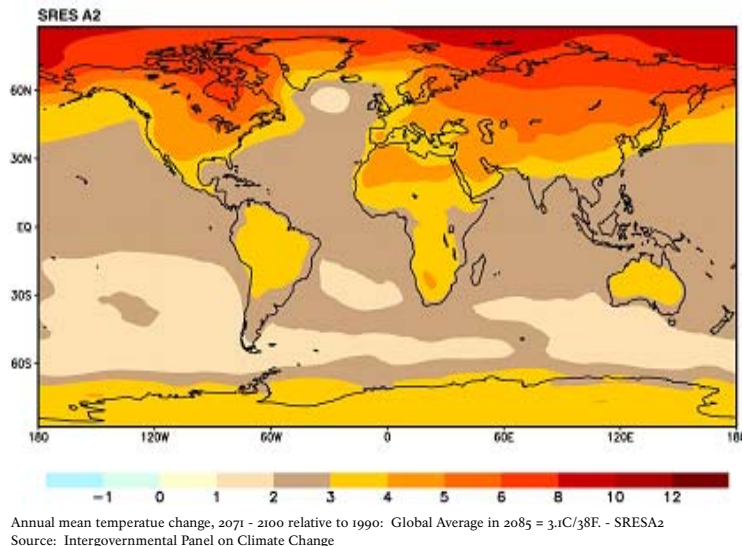 SRES A2
60N
30N
EQ
30S
60S
180 120W 60W 0 60E 120E 18
-1 0 1 2 3 4 5 6 8 10 12
Annual mean temperatue change, 2071 - 2100 relative to 1990: Global Average in 2085 = 3.1C/38F. - SRESA2
Source: Intergovernmental Panel on Climate Change